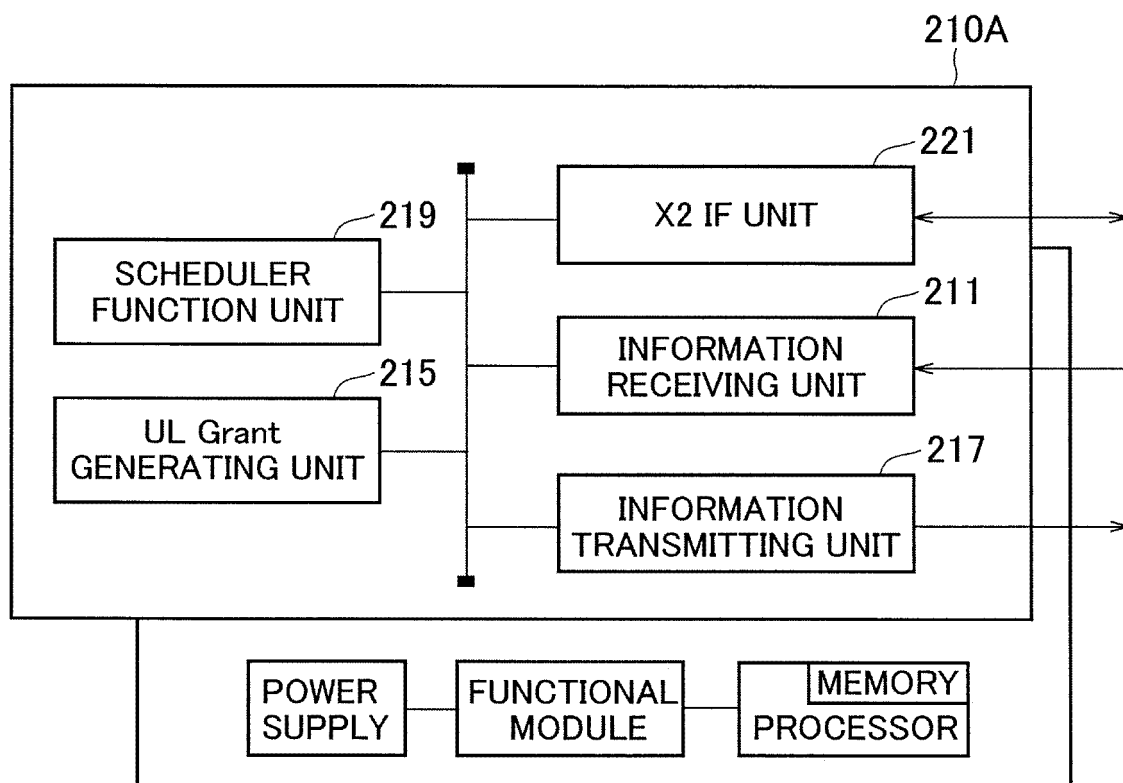 210A
221
X2 IF UNIT
219
SCHEDULER
FUNCTION UNIT
211
INFORMATION
RECEIVING UNIT
215
UL Grant
GENERATING UNIT
217
INFORMATION
TRANSMITTING UNIT
POWER
SUPPLY
FUNCTIONAL
MODULE
MEMORY
PROCESSOR